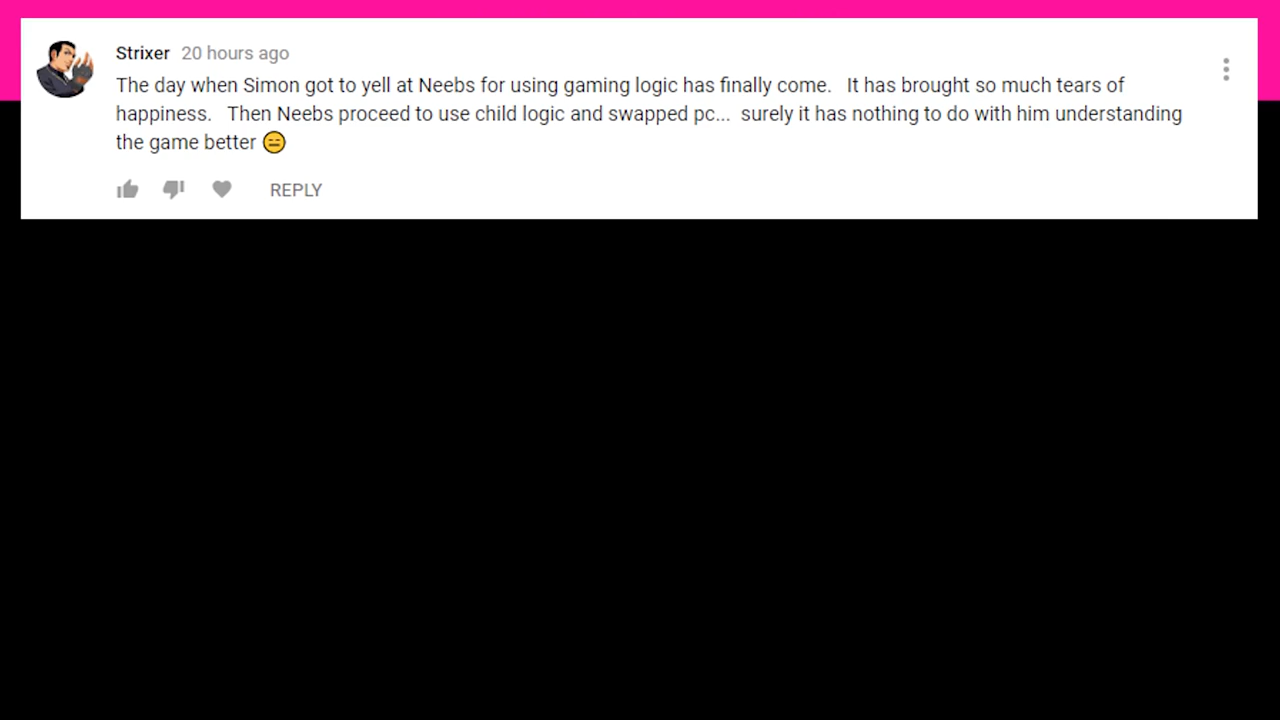 Strixer 20 hours ago
The day when Simon got to yell at Neebs for using gaming logic has finally come.   It has brought so much tears of
happiness.   Then Neebs proceed to use child logic and swapped pc...  surely it has nothing to do with him understanding
the game better 😑
REPLY